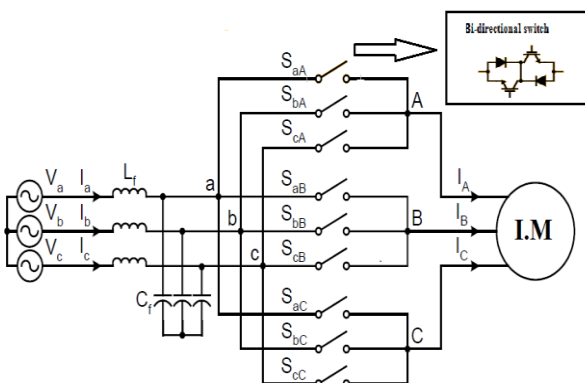 Bi-directional switch
S_aA
S_bA
A
S_cA
V_a I_a L_f a S_aB I_A
V_b I_b b S_bB B I_B I.M
V_c I_c c S_cB I_C
C_f S_aC
S_bC C
S_cC